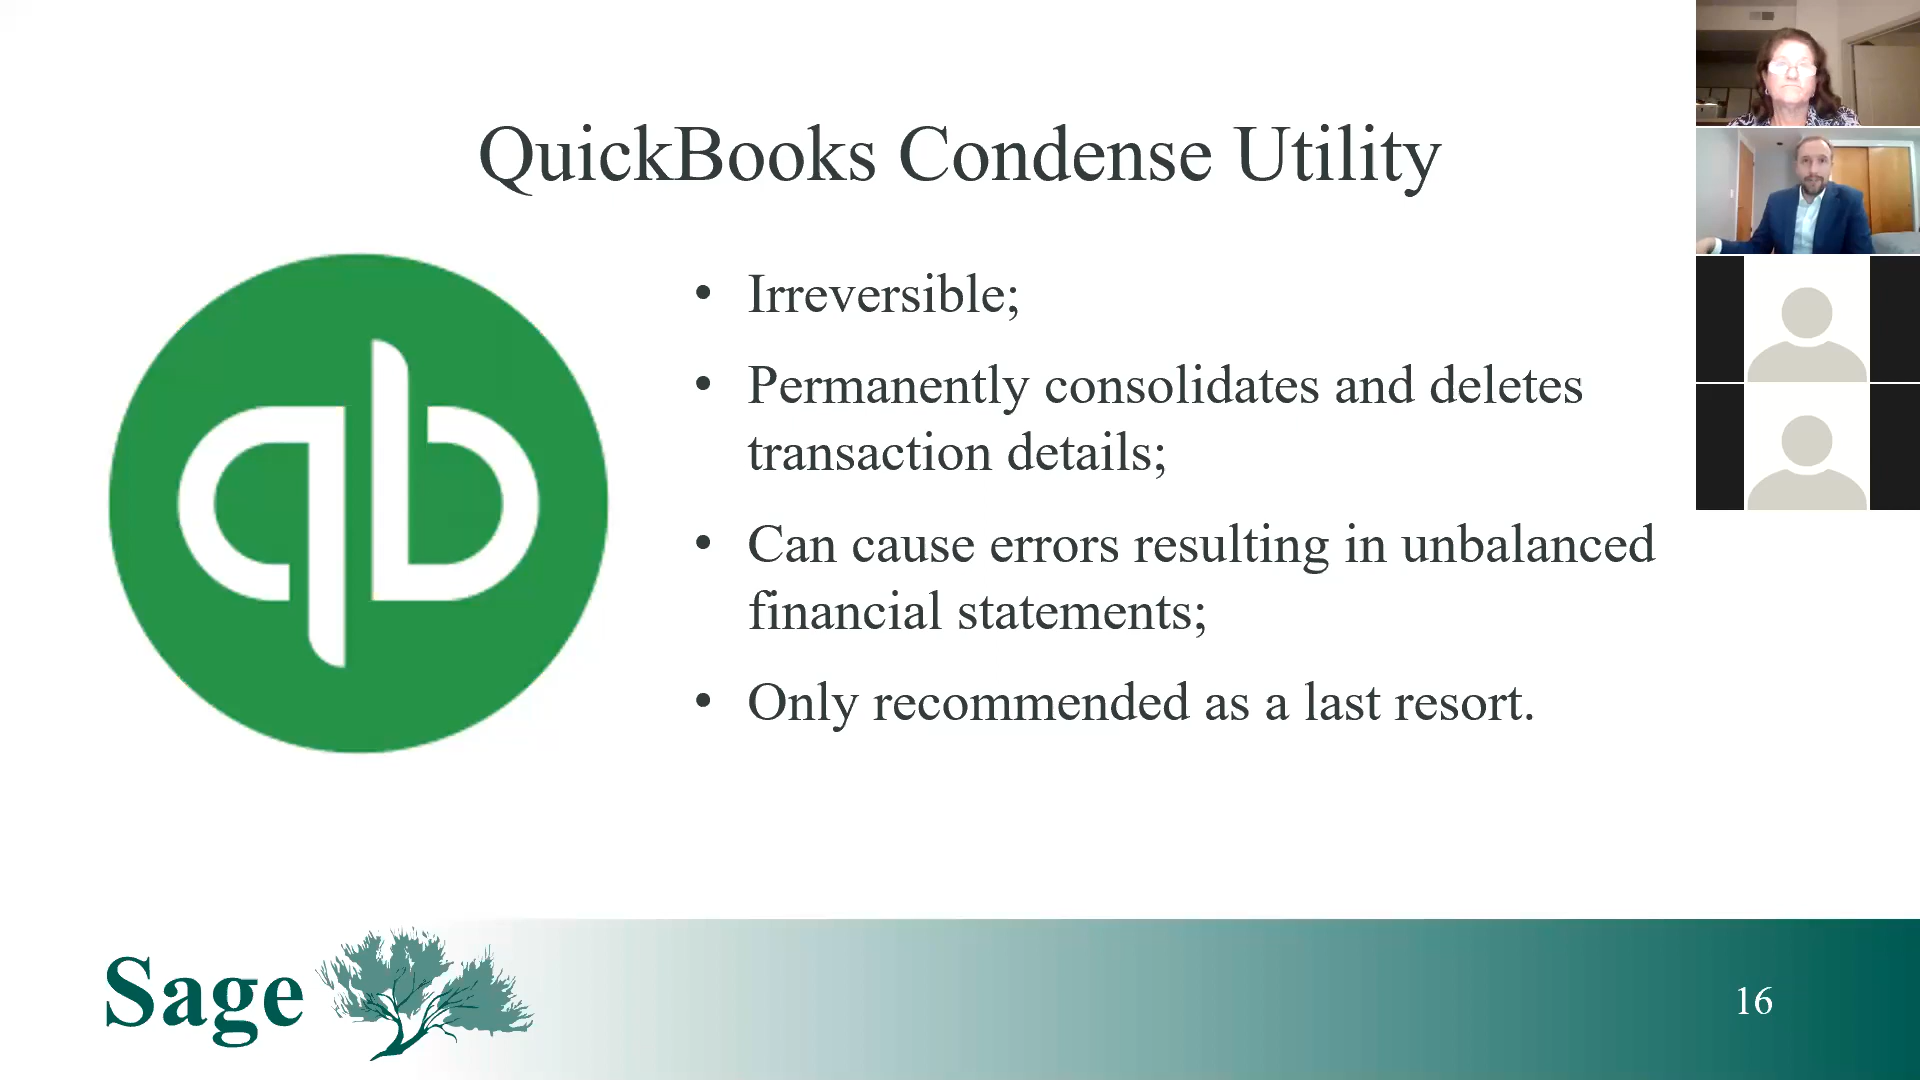 QuickBooks Condense Utility
qb
• Irreversible;
• Permanently consolidates and deletes
transaction details;
• Can cause errors resulting in unbalanced
financial statements;
• Only recommended as a last resort.
Sage
16